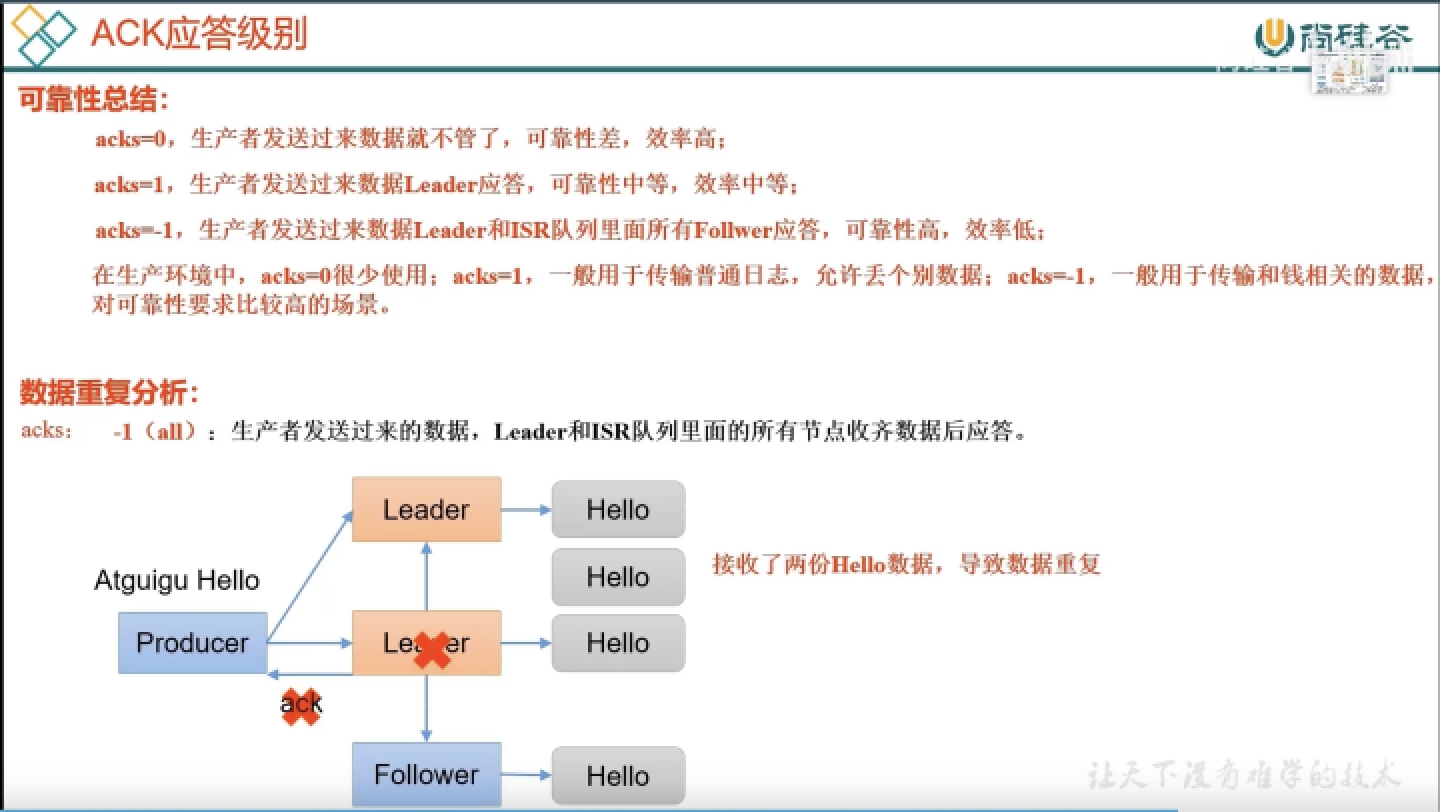 ACK应答级别
尚硅谷
可靠性总结：
acks=0，生产者发送过来数据就不管了，可靠性差，效率高；
acks=1，生产者发送过来数据Leader应答，可靠性中等，效率中等；
acks=-1，生产者发送过来数据Leader和ISR队列里面所有Follwer应答，可靠性高，效率低；
在生产环境中，acks=0很少使用；acks=1，一般用于传输普通日志，允许丢个别数据；acks=-1，一般用于传输和钱相关的数据，
对可靠性要求比较高的场景。
数据重复分析：
acks： -1（all）：生产者发送过来的数据，Leader和ISR队列里面的所有节点收齐数据后应答。
Leader
Hello
Hello
接收了两份Hello数据，导致数据重复
Atguigu Hello
Producer
Leader
Hello
ack
Follower
Hello
让天下没有难学的技术